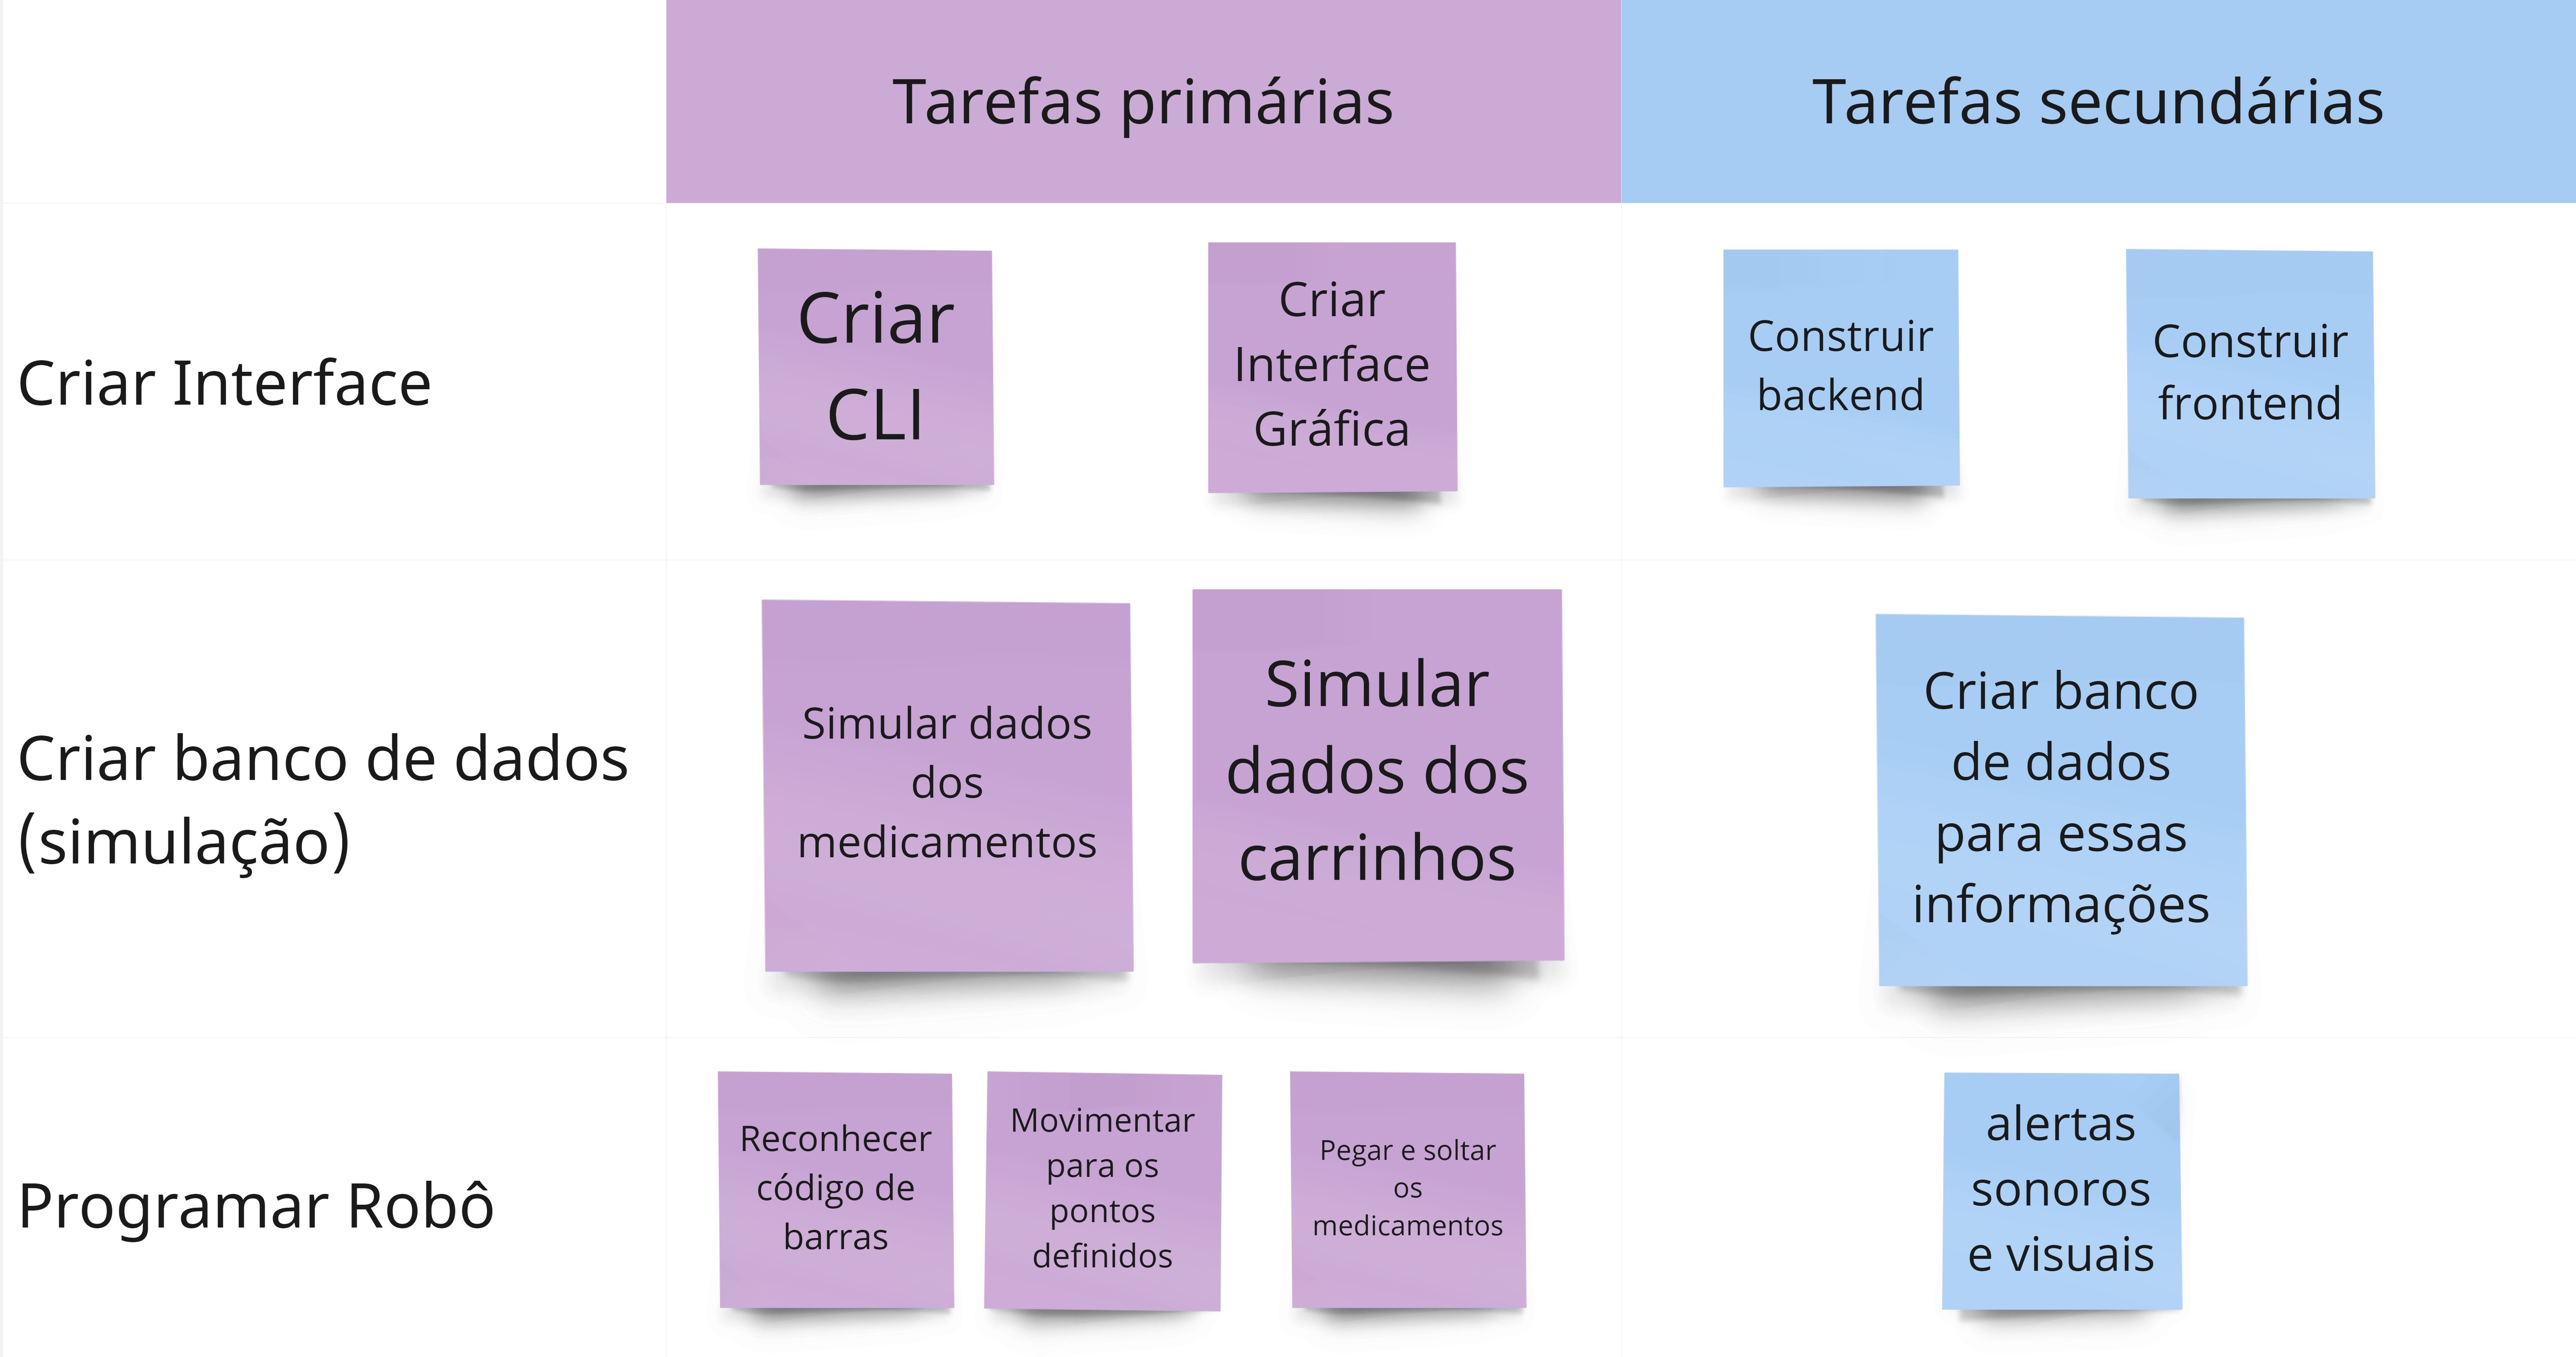 Tarefas primárias
Tarefas secundárias
Criar Interface
Criar
CLI
Criar
Interface
Gráfica
Construir
backend
Construir
frontend
Criar banco de dados
(simulação)
Simular dados
dos
medicamentos
Simular
dados dos
carrinhos
Criar banco
de dados
para essas
informações
Programar Robô
Reconhecer
código de
barras
Movimentar
para os
pontos
definidos
Pegar e soltar
os
medicamentos
alertas
sonoros
e visuais